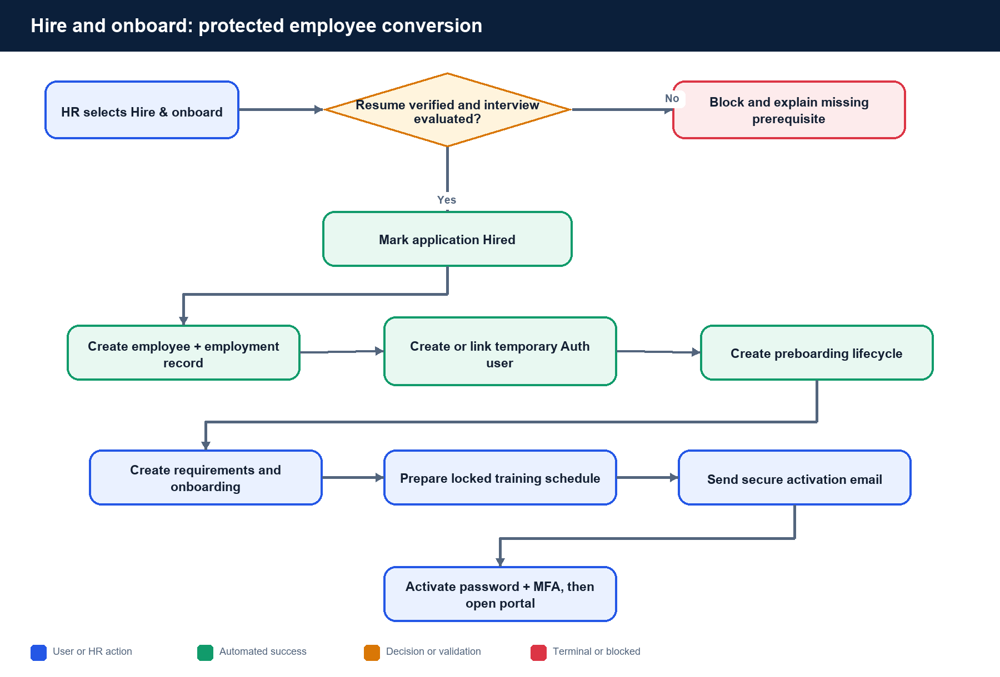 Hire and onboard: protected employee conversion
HR selects Hire & onboard
Resume verified and interview
evaluated?
No
Block and explain missing
prerequisite
Yes
Mark application Hired
Create employee + employment
record
Create or link temporary Auth
user
Create preboarding lifecycle
Create requirements and
onboarding
Prepare locked training schedule
Send secure activation email
Activate password + MFA, then
open portal
User or HR action
Automated success
Decision or validation
Terminal or blocked